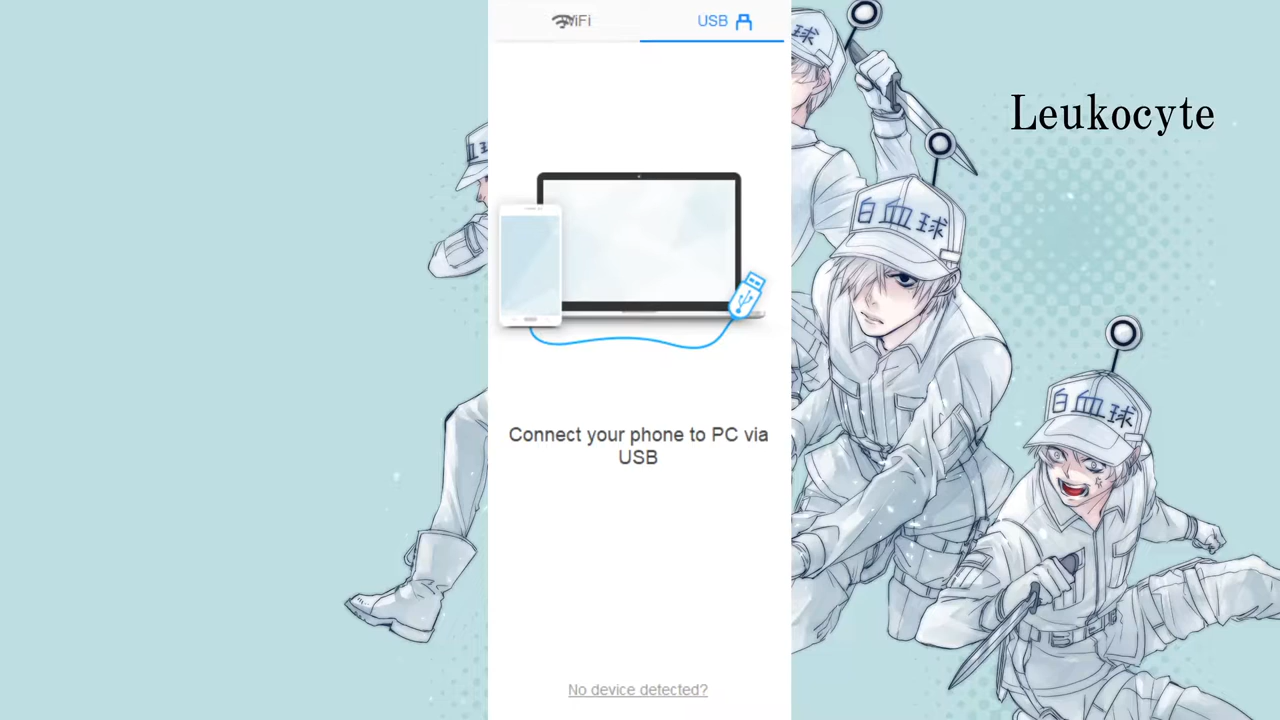 WiFi
USB
Leukocyte
球
白血球
血球
白血球
Connect your phone to PC via
USB
No device detected?